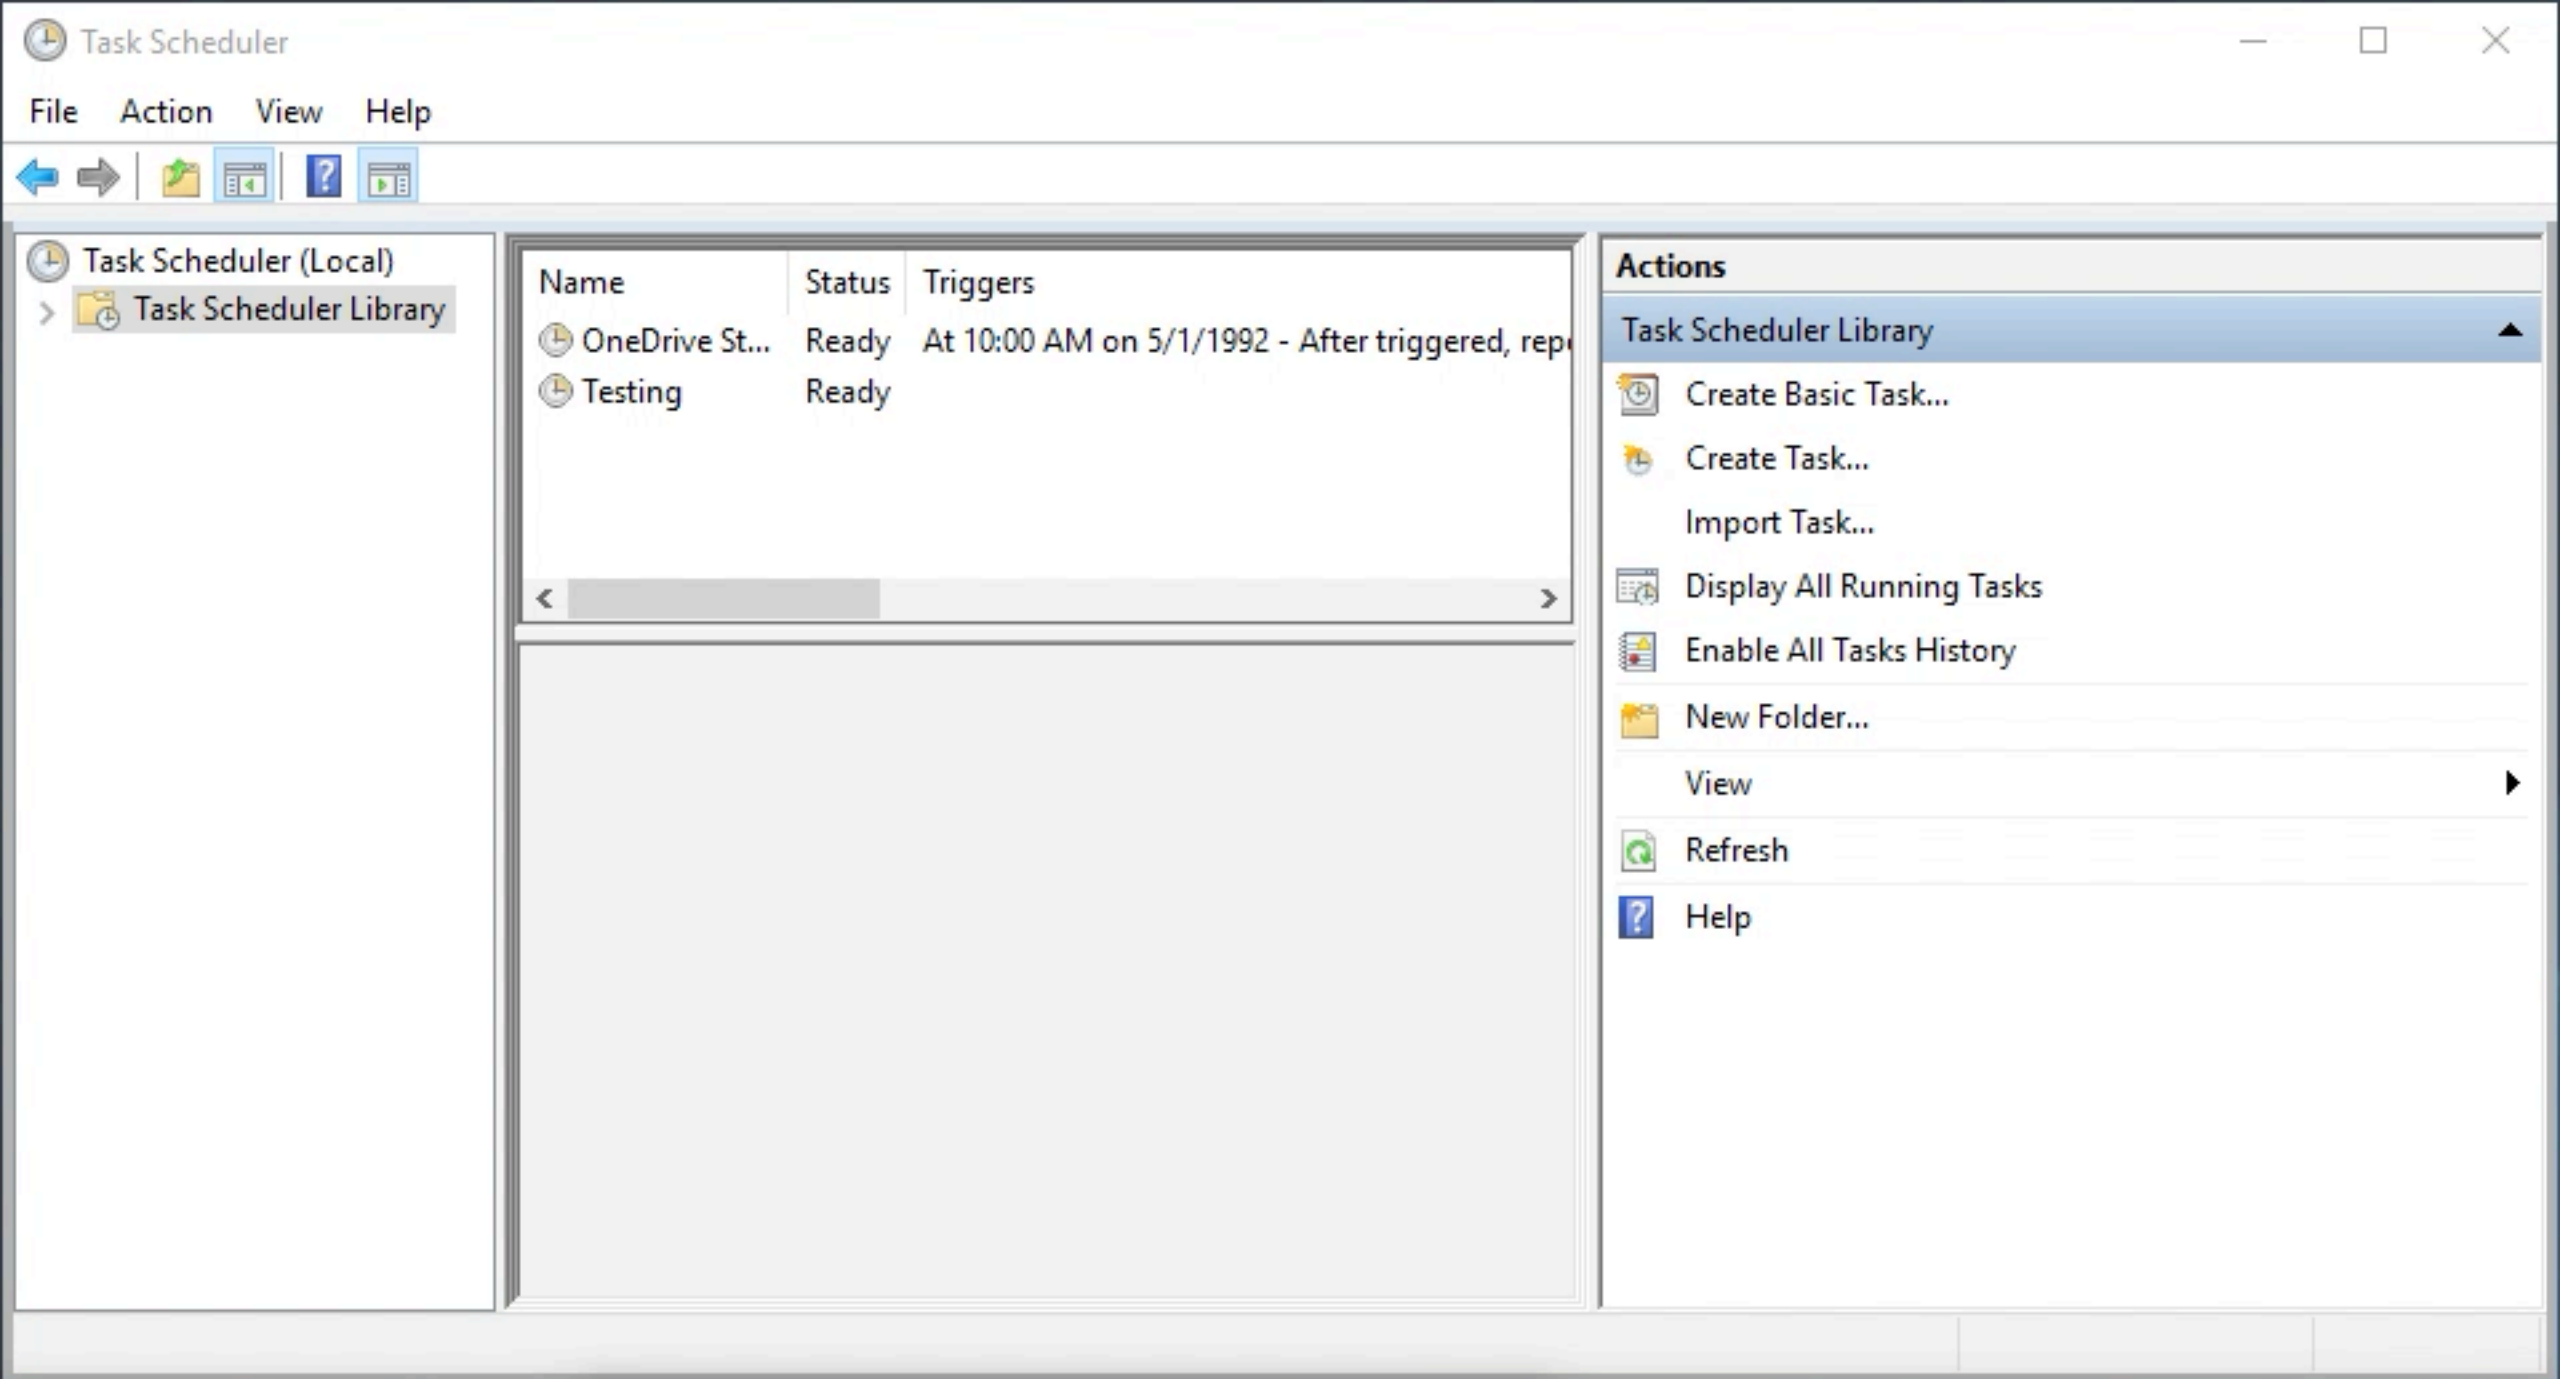 Task Scheduler
File Action View Help
Task Scheduler (Local)
Task Scheduler Library
Name Status Triggers
OneDrive St... Ready At 10:00 AM on 5/1/1992 - After triggered, rep
Testing Ready
Actions
Task Scheduler Library
Create Basic Task...
Create Task...
Import Task...
Display All Running Tasks
Enable All Tasks History
New Folder...
View
Refresh
Help